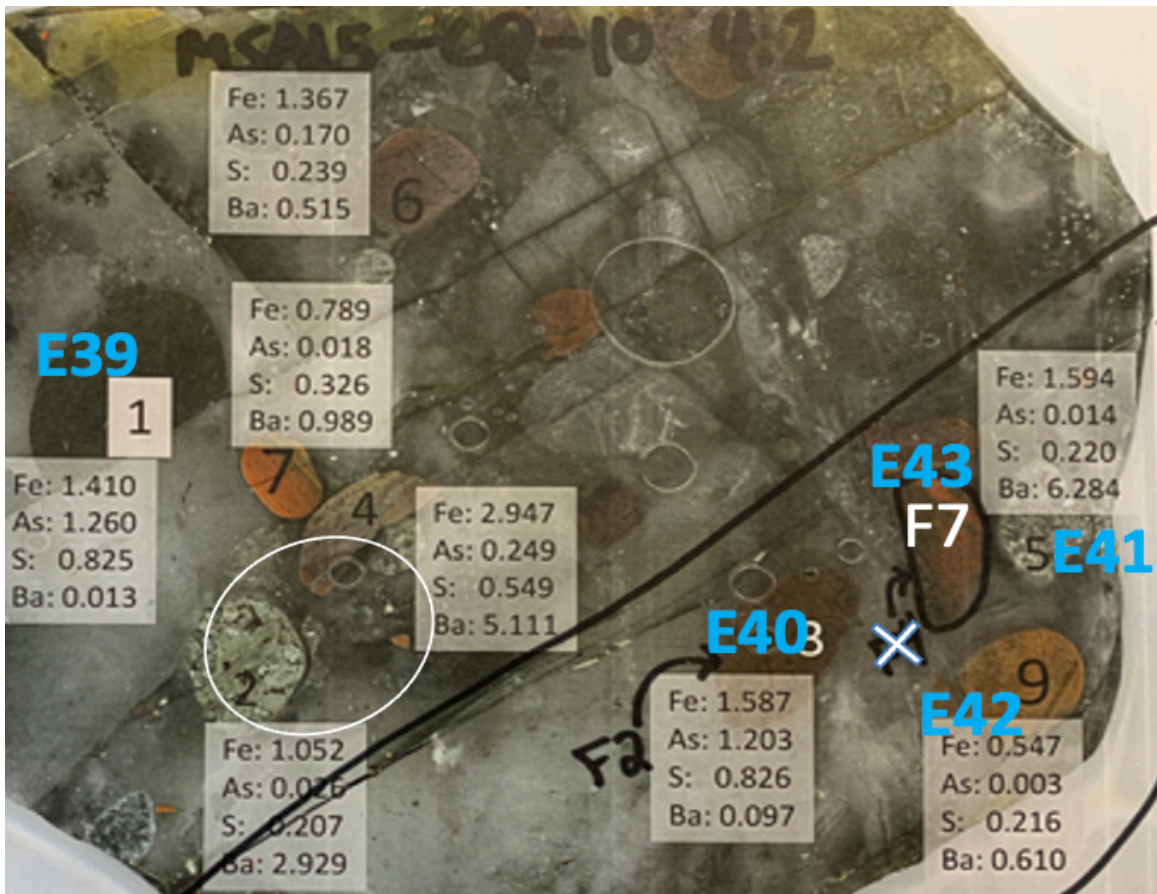 MSA15-CQ-10 4:2
Fe: 1.367
As: 0.170
S: 0.239
Ba: 0.515
6
Fe: 0.789
As: 0.018
S: 0.326
Ba: 0.989
E39
1
Fe: 1.410
As: 1.260
S: 0.825
Ba: 0.013
7
4
Fe: 2.947
As: 0.249
S: 0.549
Ba: 5.111
Fe: 1.594
As: 0.014
S: 0.220
Ba: 6.284
E43
F7
5
E41
2
Fe: 1.052
As: 0.026
S: 0.207
Ba: 2.929
E40
3
F2
Fe: 1.587
As: 1.203
S: 0.826
Ba: 0.097
9
E42
Fe: 0.547
As: 0.003
S: 0.216
Ba: 0.610